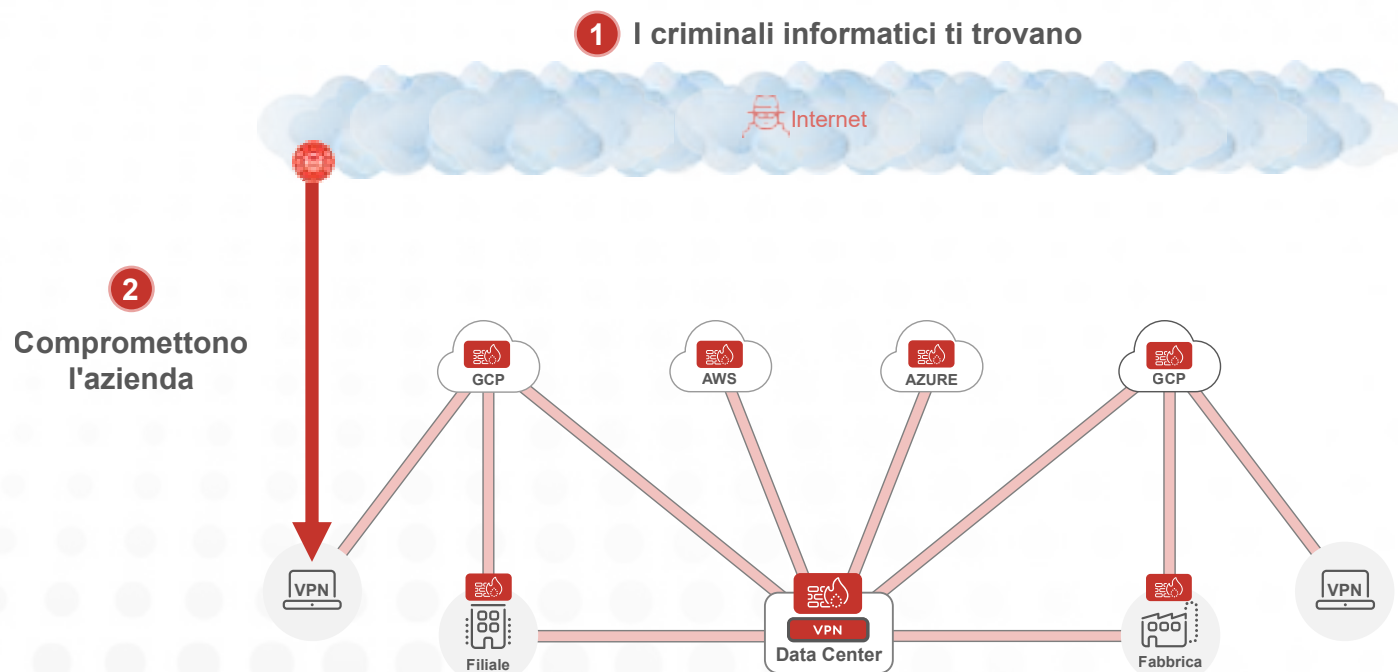 1 I criminali informatici ti trovano
Internet
2
Compromettono
l'azienda
GCP
AWS
AZURE
GCP
VPN
VPN
VPN
Filiale
Data Center
Fabbrica